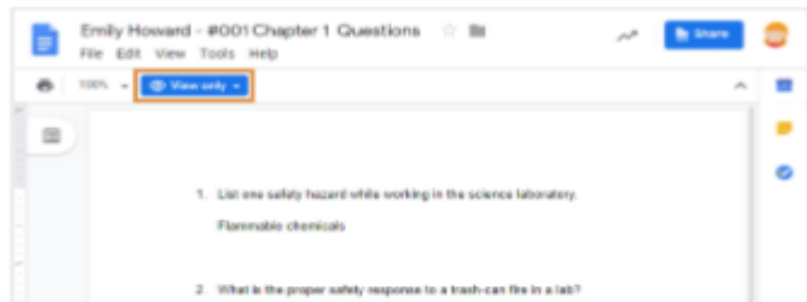 Emily Howard - #001 Chapter 1 Questions
Share
File Edit View Tools Help
100% View only
1. List one safety hazard while working in the science laboratory.
Flammable chemicals
2. What is the proper safety response to a trash-can fire in a lab?